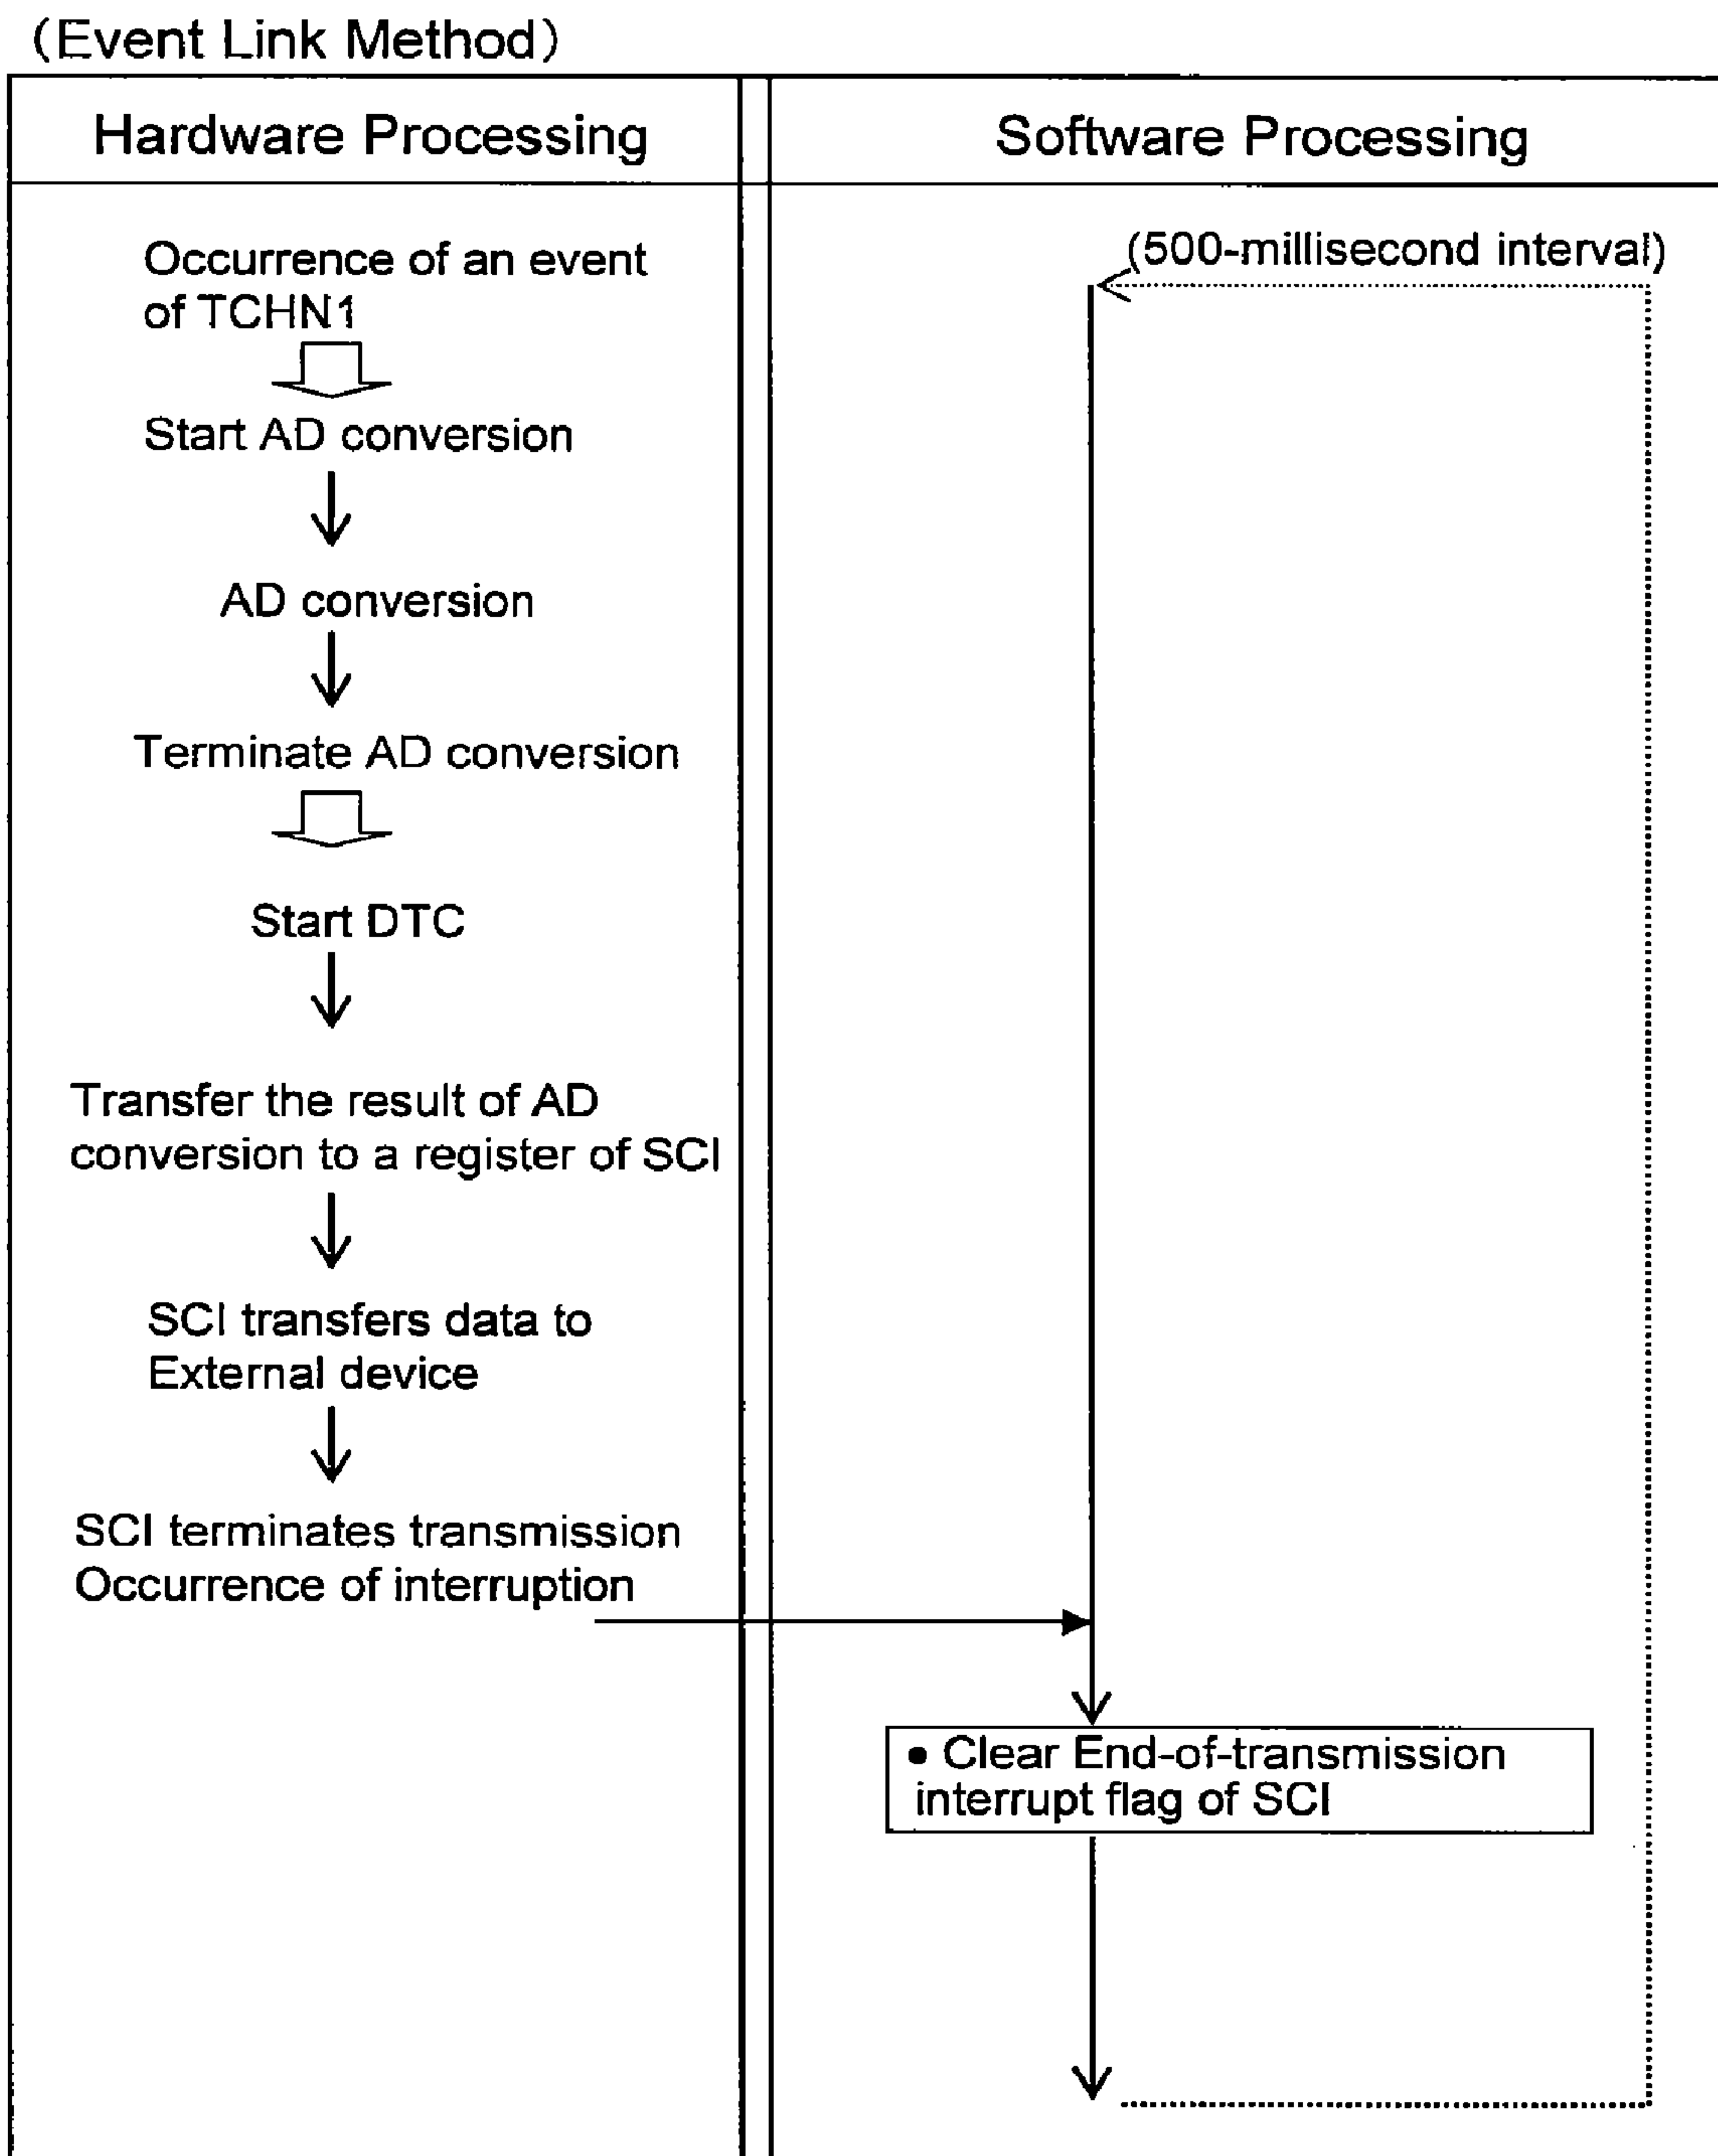 (Event Link Method)
Hardware Processing
Software Processing
Occurrence of an event
of TCHN1
Start AD conversion
AD conversion
Terminate AD conversion
Start DTC
Transfer the result of AD
conversion to a register of SCI
SCI transfers data to
External device
SCI terminates transmission
Occurrence of interruption
(500-millisecond interval)
● Clear End-of-transmission
interrupt flag of SCI